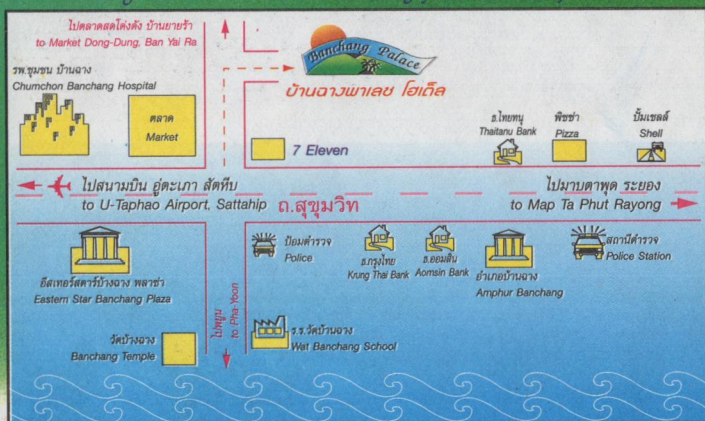 ไปตลาดสดโด่งดัง บ้านยายร้า
to Market Dong-Dung, Ban Yai Ra
รพ.ชุมชน บ้านฉาง
Chumchon Banchang Hospital
ตลาด
Market
Banchang Palace
บ้านฉางพาเลซ โฮเต็ล
7 Eleven
ธ.ไทยทนุ
Thaitanu Bank
พิซซ่า
Pizza
ปั๊มเชลล์
Shell
ไปสนามบิน อู่ตะเภา สัตหีบ
to U-Taphao Airport, Sattahip
ถ.สุขุมวิท
ไปมาบตาพุด ระยอง
to Map Ta Phut Rayong
อีสเทอร์สตาร์บ้างฉาง พลาซ่า
Eastern Star Banchang Plaza
ป้อมตำรวจ
Police
ธ.กรุงไทย
Krung Thai Bank
ธ.ออมสิน
Aomsin Bank
อำเภอบ้านฉาง
Amphur Banchang
สถานีตำรวจ
Police Station
วัดบ้างฉาง
Banchang Temple
ไปพยูน
to Pha-Yoon
ร.ร.วัดบ้านฉาง
Wat Banchang School